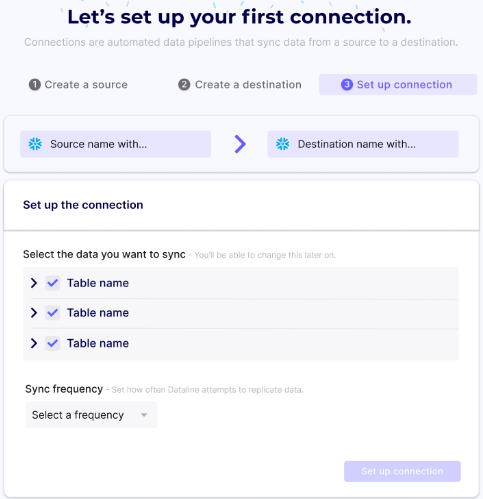 Let's set up your first connection.
Connections are automated data pipelines that sync data from a source to a destination.
1 Create a source
2 Create a destination
3 Set up connection
Source name with...
Destination name with...
Set up the connection
Select the data you want to sync - You'll be able to change this later on.
Table name
Table name
Table name
Sync frequency - Set how often Dataline attempts to replicate data.
Select a frequency
Set up connection